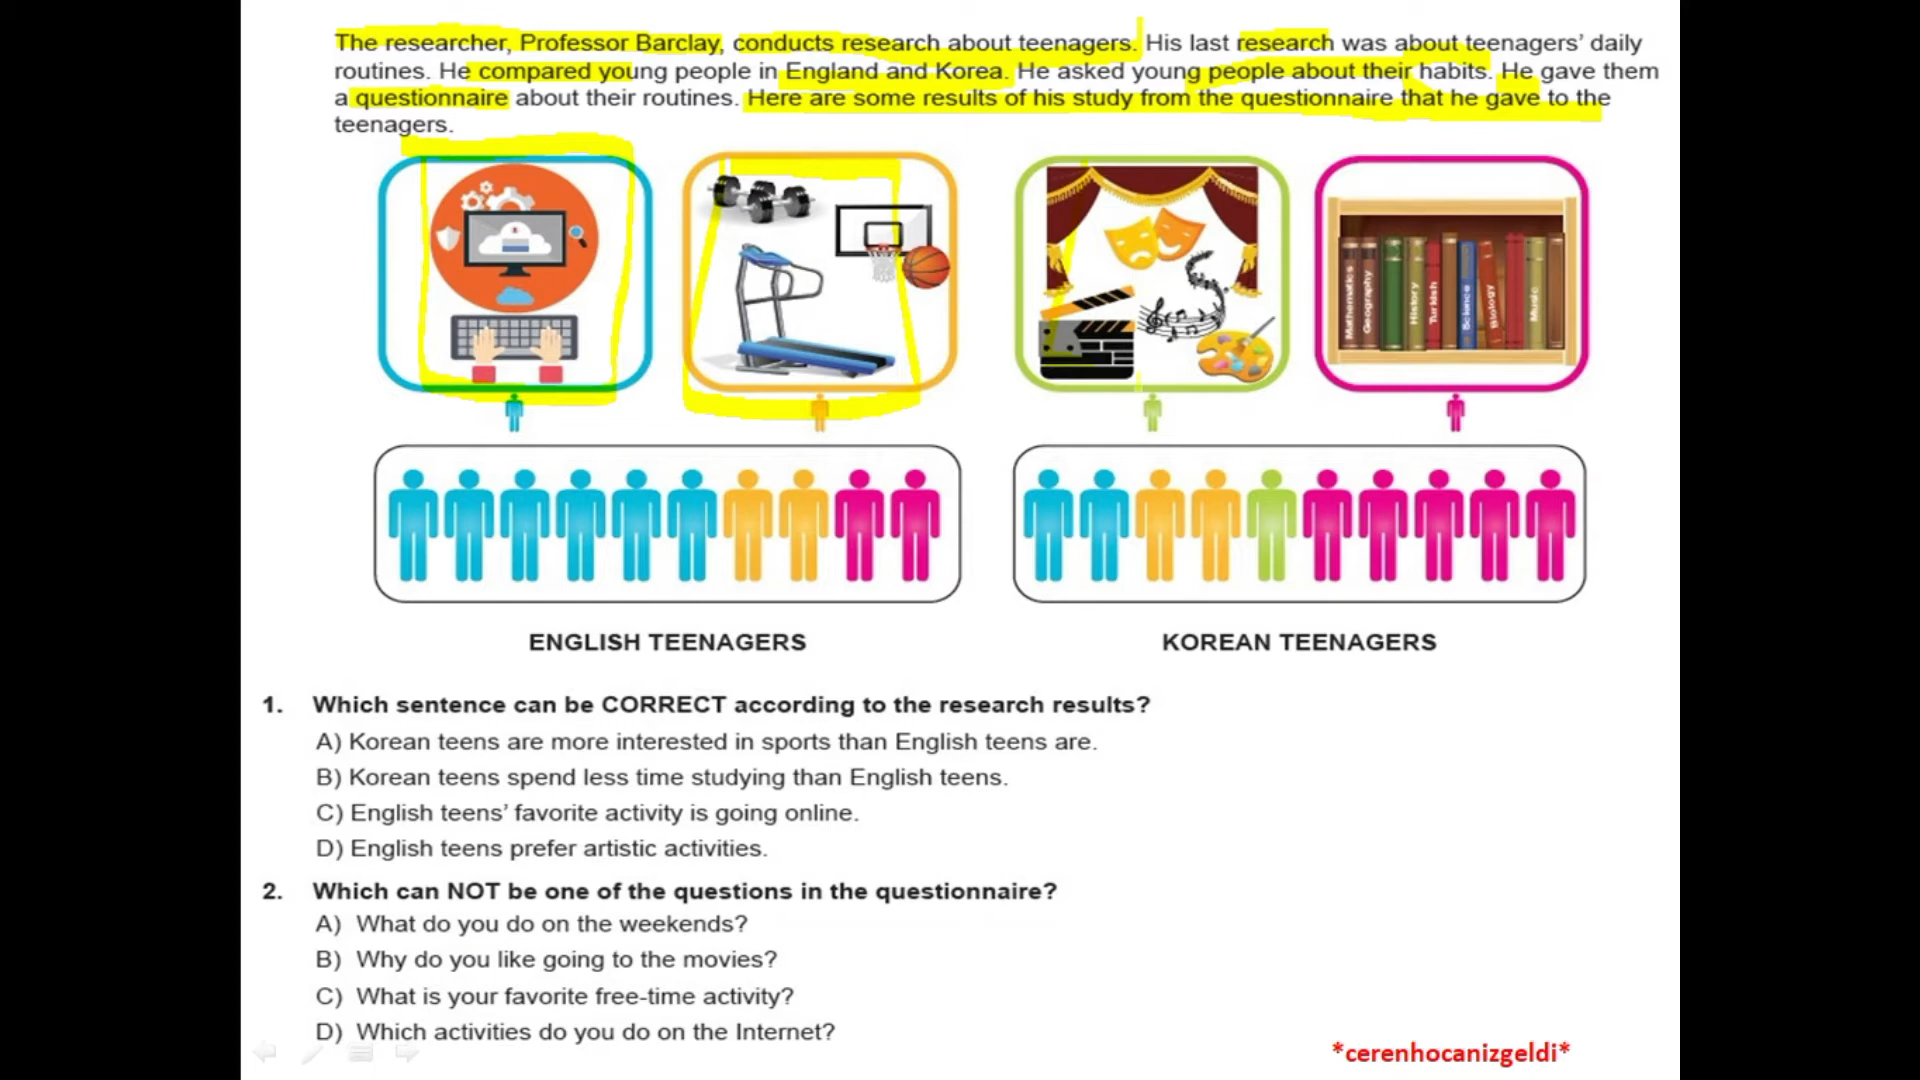 The researcher, Professor Barclay, conducts research about teenagers. His last research was about teenagers’ daily
routines. He compared young people in England and Korea. He asked young people about their habits. He gave them
a questionnaire about their routines. Here are some results of his study from the questionnaire that he gave to the
teenagers.
Mathematics
Geography
History
Turkish
Science
Biology
Music
ENGLISH TEENAGERS
KOREAN TEENAGERS
1. Which sentence can be CORRECT according to the research results?
A) Korean teens are more interested in sports than English teens are.
B) Korean teens spend less time studying than English teens.
C) English teens’ favorite activity is going online.
D) English teens prefer artistic activities.
2. Which can NOT be one of the questions in the questionnaire?
A) What do you do on the weekends?
B) Why do you like going to the movies?
C) What is your favorite free-time activity?
D) Which activities do you do on the Internet?
*cerenhocanizgeldi*